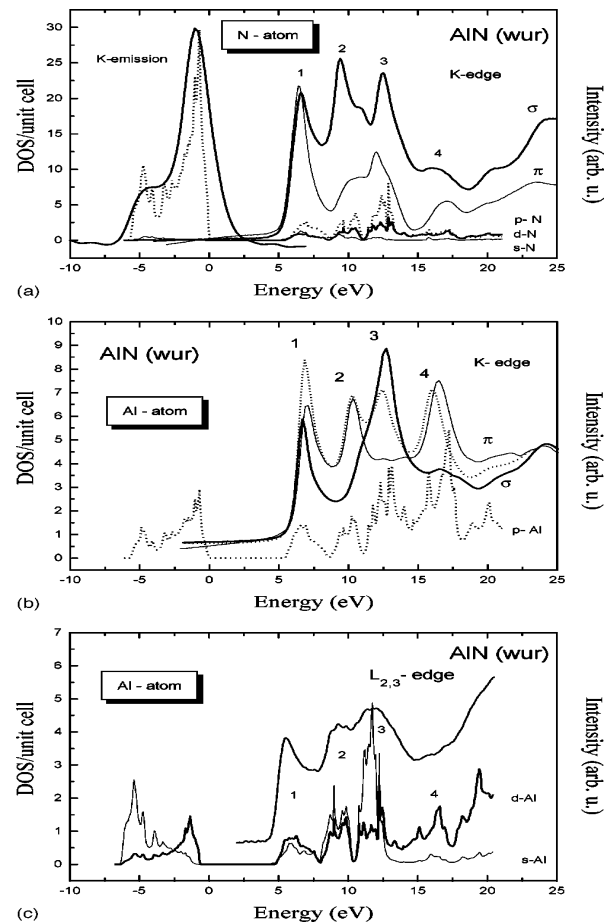 30
25
20
15
10
5
0
DOS/unit cell
K-emission
N - atom
AlN (wur)
K-edge
1
2
3
4
σ
π
p- N
d-N
s-N
Intensity (arb. u.)
-10 -5 0 5 10 15 20 25
(a)
Energy (eV)
9
8
7
6
5
4
3
2
1
0
DOS/unit cell
AlN (wur)
Al - atom
1
2
3
4
K- edge
π
σ
p- Al
Intensity (arb. u.)
-10 -5 0 5 10 15 20 25
(b)
Energy (eV)
7
6
5
4
3
2
1
0
DOS/unit cell
Al - atom
AlN (wur)
L2,3- edge
1
2
3
4
d-Al
s-Al
Intensity (arb. u.)
-10 -5 0 5 10 15 20 25
(c)
Energy (eV)